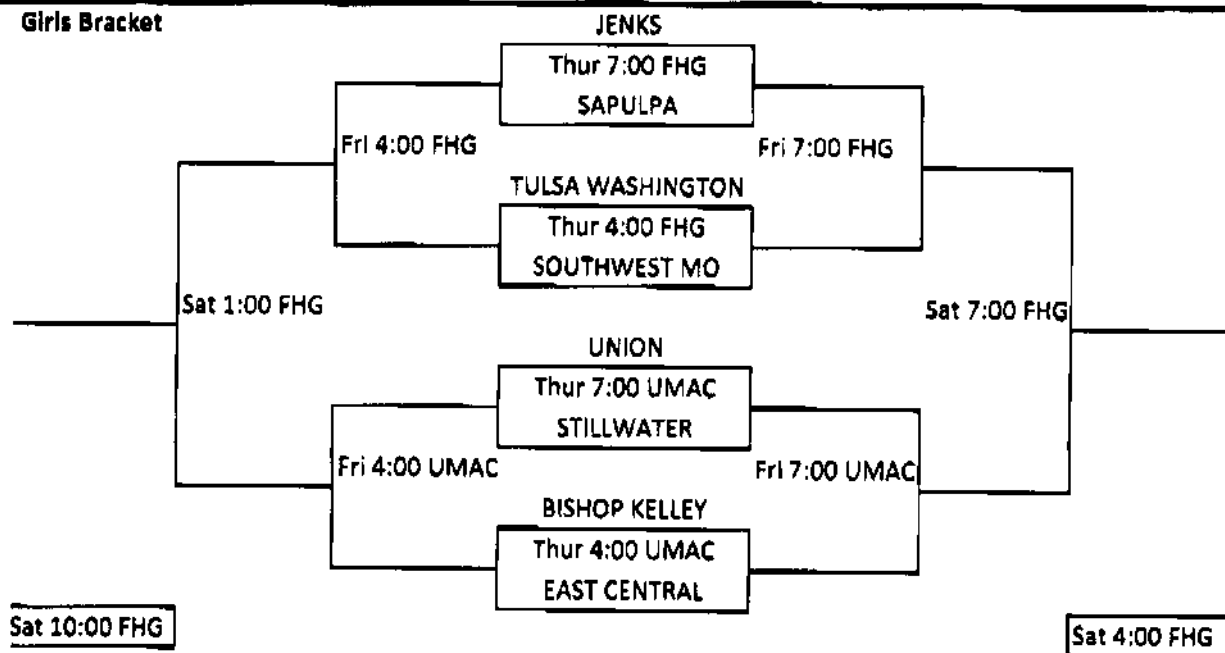 Girls Bracket
JENKS
Thur 7:00 FHG
SAPULPA
Fri 4:00 FHG
Fri 7:00 FHG
TULSA WASHINGTON
Thur 4:00 FHG
SOUTHWEST MO
Sat 1:00 FHG
Sat 7:00 FHG
UNION
Thur 7:00 UMAC
STILLWATER
Fri 4:00 UMAC
Fri 7:00 UMAC
BISHOP KELLEY
Thur 4:00 UMAC
EAST CENTRAL
Sat 10:00 FHG
Sat 4:00 FHG